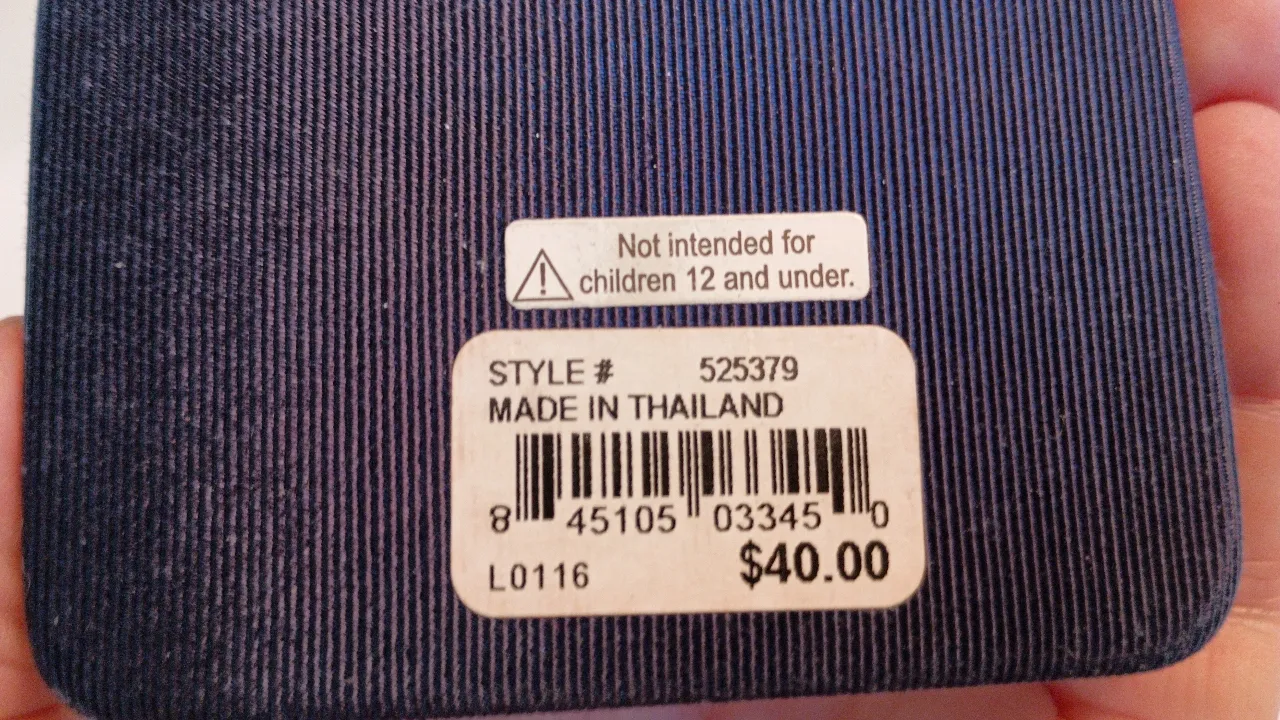 Not intended for
children 12 and under.
STYLE # 525379
MADE IN THAILAND
8 45105 03345 0
L0116 $40.00